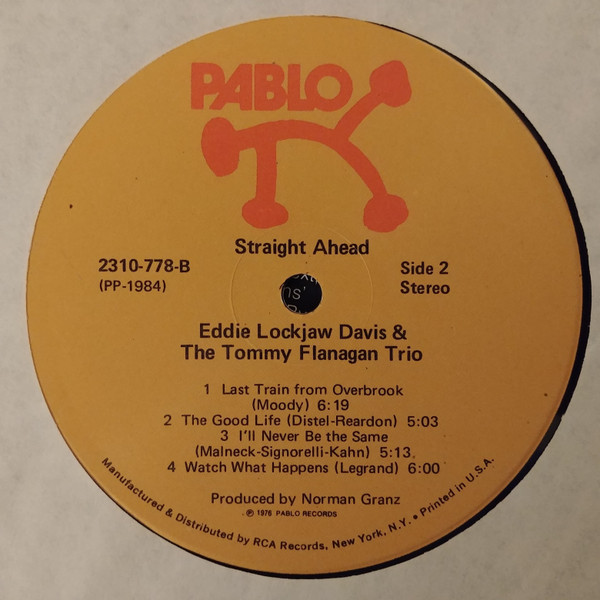 PABLO
Straight Ahead
2310-778-B
(PP-1984)
Side 2
Stereo
Eddie Lockjaw Davis &
The Tommy Flanagan Trio
1 Last Train from Overbrook
(Moody) 6:19
2 The Good Life (Distel-Reardon) 5:03
3 I'll Never Be the Same
(Malneck-Signorelli-Kahn) 5:13
4 Watch What Happens (Legrand) 6:00
Produced by Norman Granz
℗ 1976 PABLO RECORDS
Manufactured & Distributed by RCA Records, New York, N.Y. • Printed in U.S.A.